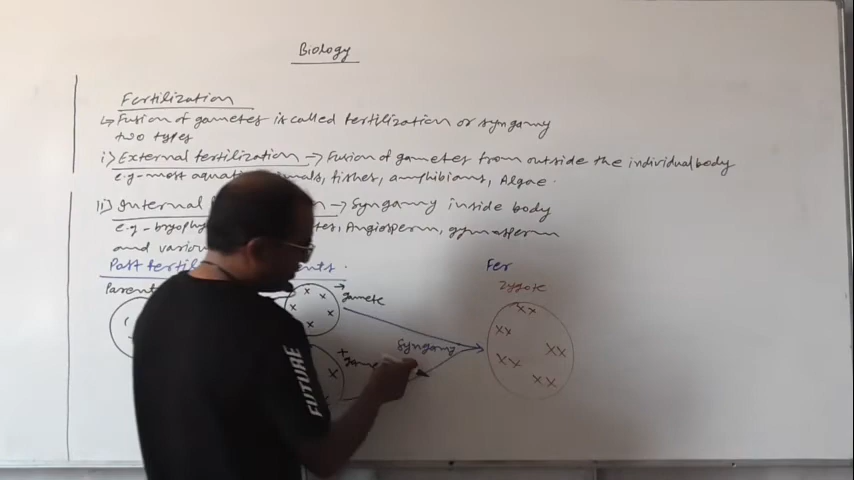 Biology
Fertilization
↳ Fusion of gametes is called fertilization or syngamy
two types
i) External fertilization → Fusion of gametes from outside the individual body
e.g - most aquatic animals, fishes, amphibians, Algae.
ii) Internal → Syngamy inside body
e.g - bryophytes, Angiosperm, gymnosperm
and various
Post fertilization events.
Fer
Zygote
Parent
gamete
Syngamy
FUTURE